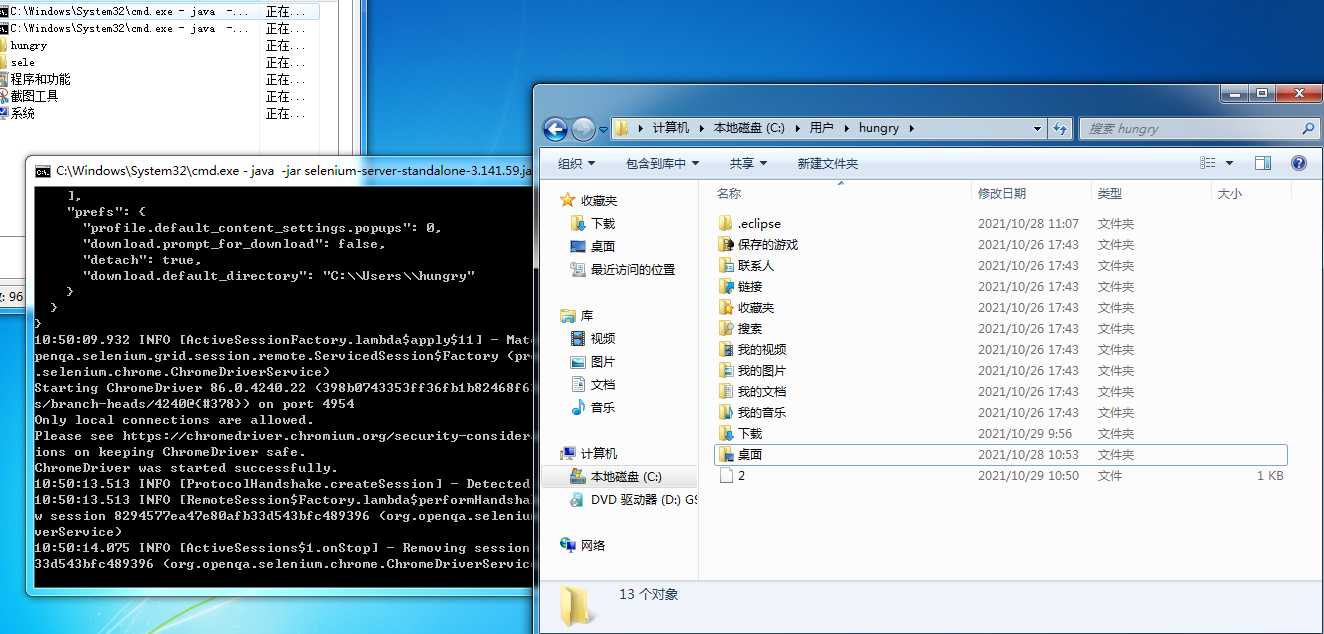 C:\Windows\System32\cmd.exe - java -... 正在...
C:\Windows\System32\cmd.exe - java -... 正在...
hungry 正在...
sele 正在...
程序和功能 正在...
截图工具 正在...
系统 正在...
: 96
C:\Windows\System32\cmd.exe - java -jar selenium-server-standalone-3.141.59.ja
],
"prefs": {
"profile.default_content_settings.popups": 0,
"download.prompt_for_download": false,
"detach": true,
"download.default_directory": "C:\\Users\\hungry"
}
}
}
10:50:09.932 INFO [ActiveSessionFactory.lambda$apply$11] - Mat
penqa.selenium.grid.session.remote.ServicedSession$Factory (pr
.selenium.chrome.ChromeDriverService)
Starting ChromeDriver 86.0.4240.22 (398b0743353ff36fb1b82468f6
s/branch-heads/4240@{#378}) on port 4954
Only local connections are allowed.
Please see https://chromedriver.chromium.org/security-consider
ions on keeping ChromeDriver safe.
ChromeDriver was started successfully.
10:50:13.513 INFO [ProtocolHandshake.createSession] - Detected
10:50:13.513 INFO [RemoteSession$Factory.lambda$performHandsha
w session 8294577ea47e80afb33d543bfc489396 (org.openqa.seleniu
verService)
10:50:14.075 INFO [ActiveSessions$1.onStop] - Removing session
33d543bfc489396 (org.openqa.selenium.chrome.ChromeDriverServic
计算机 本地磁盘 (C:) 用户 hungry
搜索 hungry
组织 包含到库中 共享 新建文件夹
收藏夹
下载
桌面
最近访问的位置
库
视频
图片
文档
音乐
计算机
本地磁盘 (C:)
DVD 驱动器 (D:) GS
网络
名称 修改日期 类型 大小
.eclipse 2021/10/28 11:07 文件夹
保存的游戏 2021/10/26 17:43 文件夹
联系人 2021/10/26 17:43 文件夹
链接 2021/10/26 17:43 文件夹
收藏夹 2021/10/26 17:43 文件夹
搜索 2021/10/26 17:43 文件夹
我的视频 2021/10/26 17:43 文件夹
我的图片 2021/10/26 17:43 文件夹
我的文档 2021/10/26 17:43 文件夹
我的音乐 2021/10/26 17:43 文件夹
下载 2021/10/29 9:56 文件夹
桌面 2021/10/28 10:53 文件夹
2 2021/10/29 10:50 文件 1 KB
13 个对象